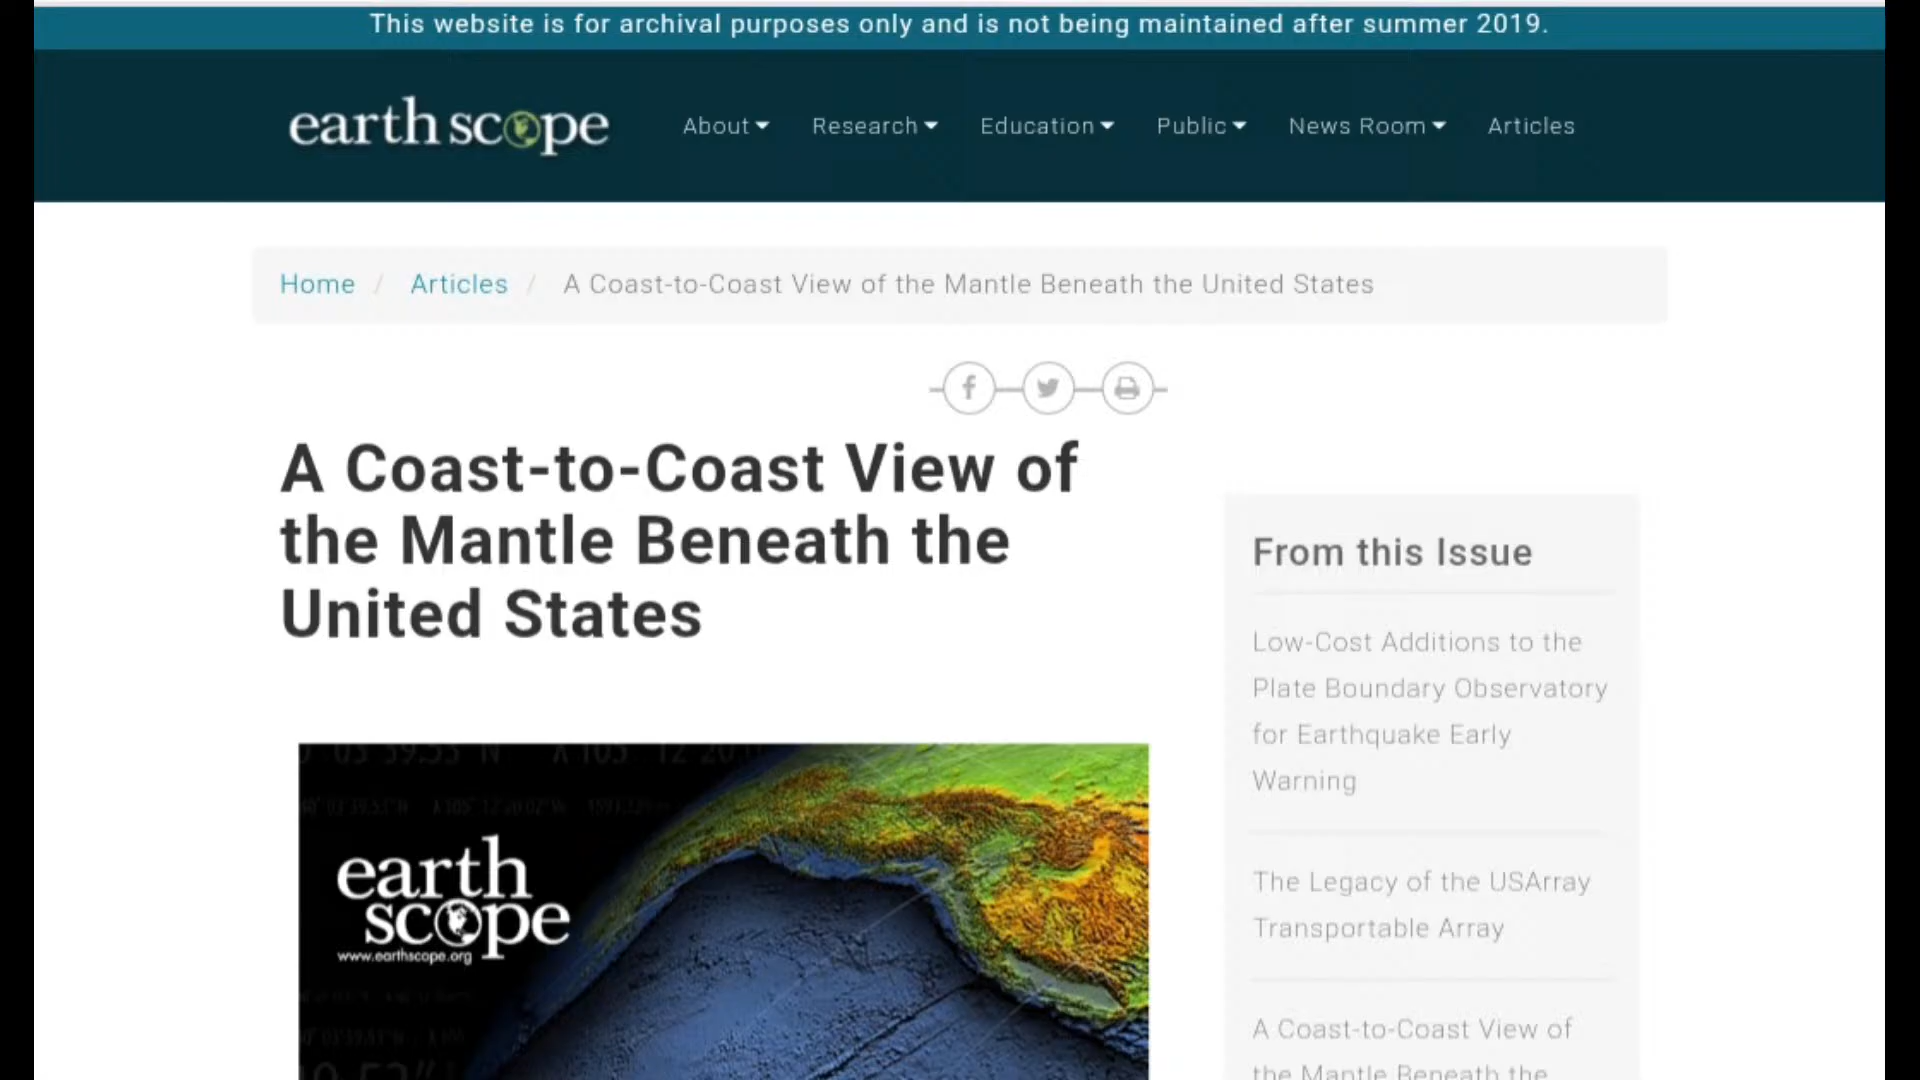 This website is for archival purposes only and is not being maintained after summer 2019.
earth scope
About Research Education Public News Room Articles
Home / Articles / A Coast-to-Coast View of the Mantle Beneath the United States
A Coast-to-Coast View of
the Mantle Beneath the
United States
earth
scope
www.earthscope.org
From this Issue
Low-Cost Additions to the
Plate Boundary Observatory
for Earthquake Early
Warning
The Legacy of the USArray
Transportable Array
A Coast-to-Coast View of
the Mantle Beneath the